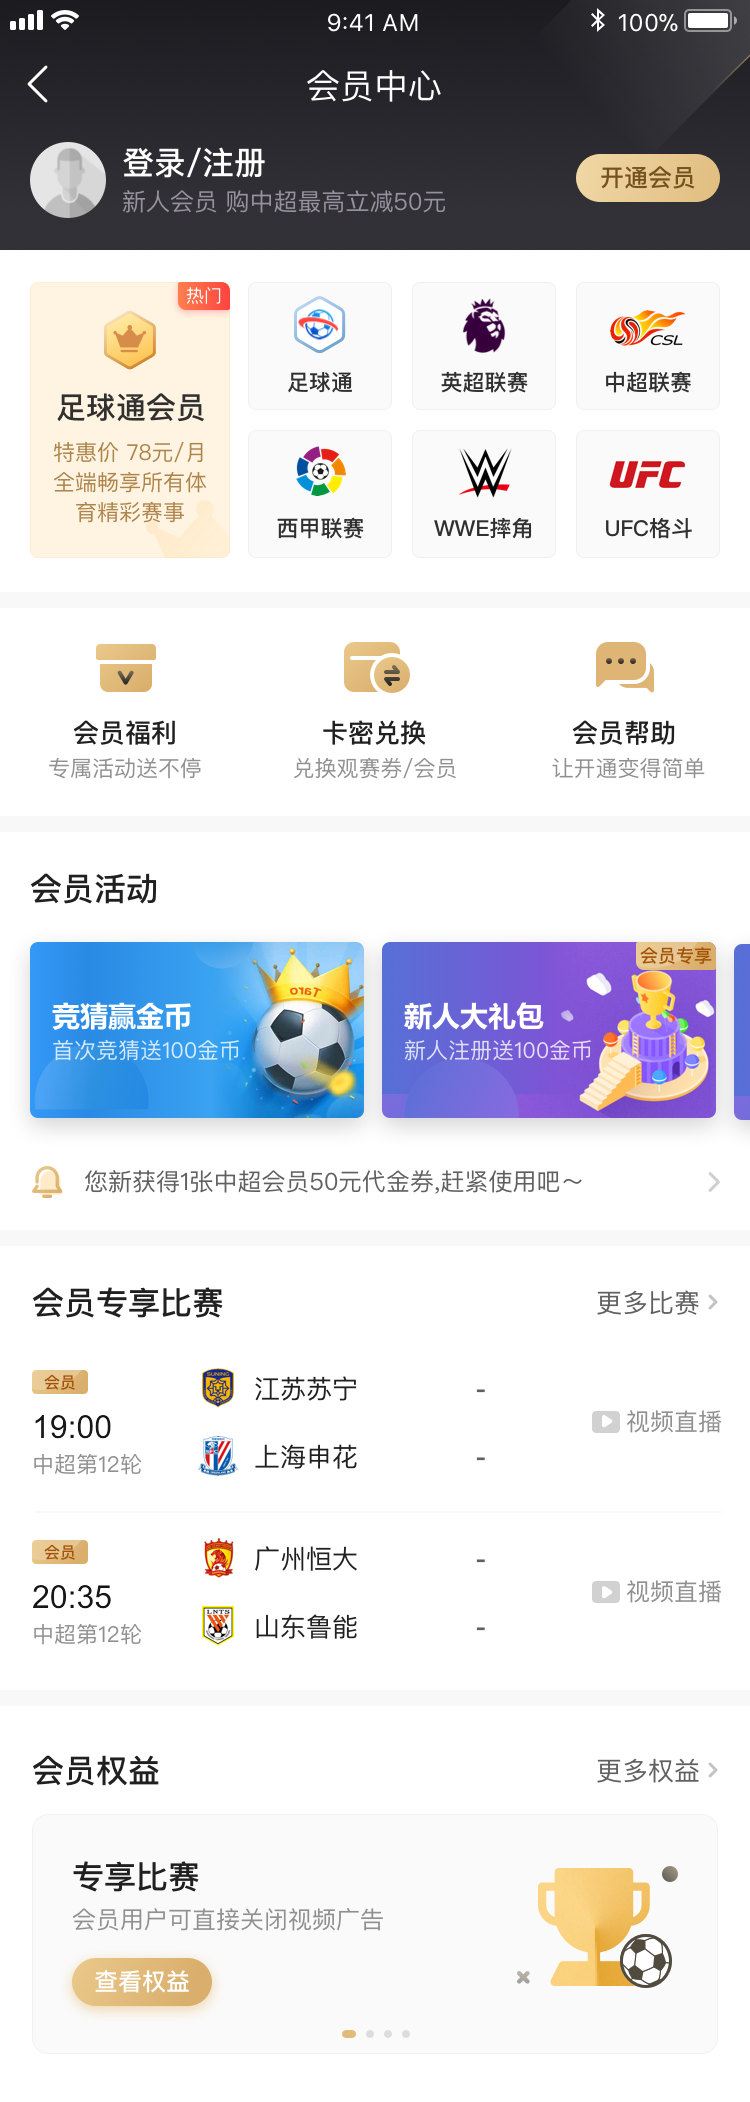 9:41 AM
100%
会员中心
登录/注册
新人会员 购中超最高立减50元
开通会员
热门
足球通会员
特惠价 78元/月
全端畅享所有体
育精彩赛事
足球通
英超联赛
CSL
中超联赛
西甲联赛
WWE摔角
UFC
UFC格斗
会员福利
卡密兑换
会员帮助
专属活动送不停
兑换观赛券/会员
让开通变得简单
会员活动
Taro
竞猜赢金币
首次竞猜送100金币
会员专享
新人大礼包
新人注册送100金币
您新获得1张中超会员50元代金券,赶紧使用吧～
会员专享比赛
更多比赛
会员
19:00
中超第12轮
SUNING
江苏苏宁
-
上海申花
-
视频直播
会员
20:35
中超第12轮
广州恒大
-
LNTS
山东鲁能
-
视频直播
会员权益
更多权益
专享比赛
会员用户可直接关闭视频广告
查看权益